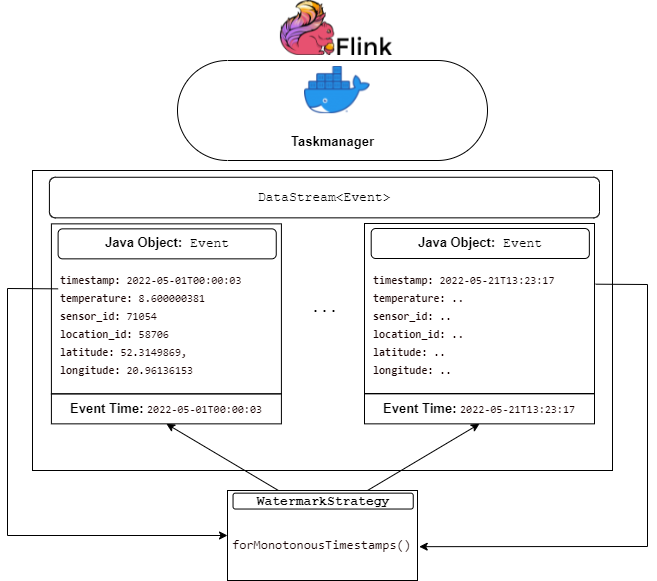 Flink
Taskmanager
DataStream<Event>
Java Object: Event
timestamp: 2022-05-01T00:00:03
temperature: 8.600000381
sensor_id: 71054
location_id: 58706
latitude: 52.3149869,
longitude: 20.96136153
Event Time: 2022-05-01T00:00:03
...
Java Object: Event
timestamp: 2022-05-21T13:23:17
temperature: ..
sensor_id: ..
location_id: ..
latitude: ..
longitude: ..
Event Time: 2022-05-21T13:23:17
WatermarkStrategy
forMonotonousTimestamps()